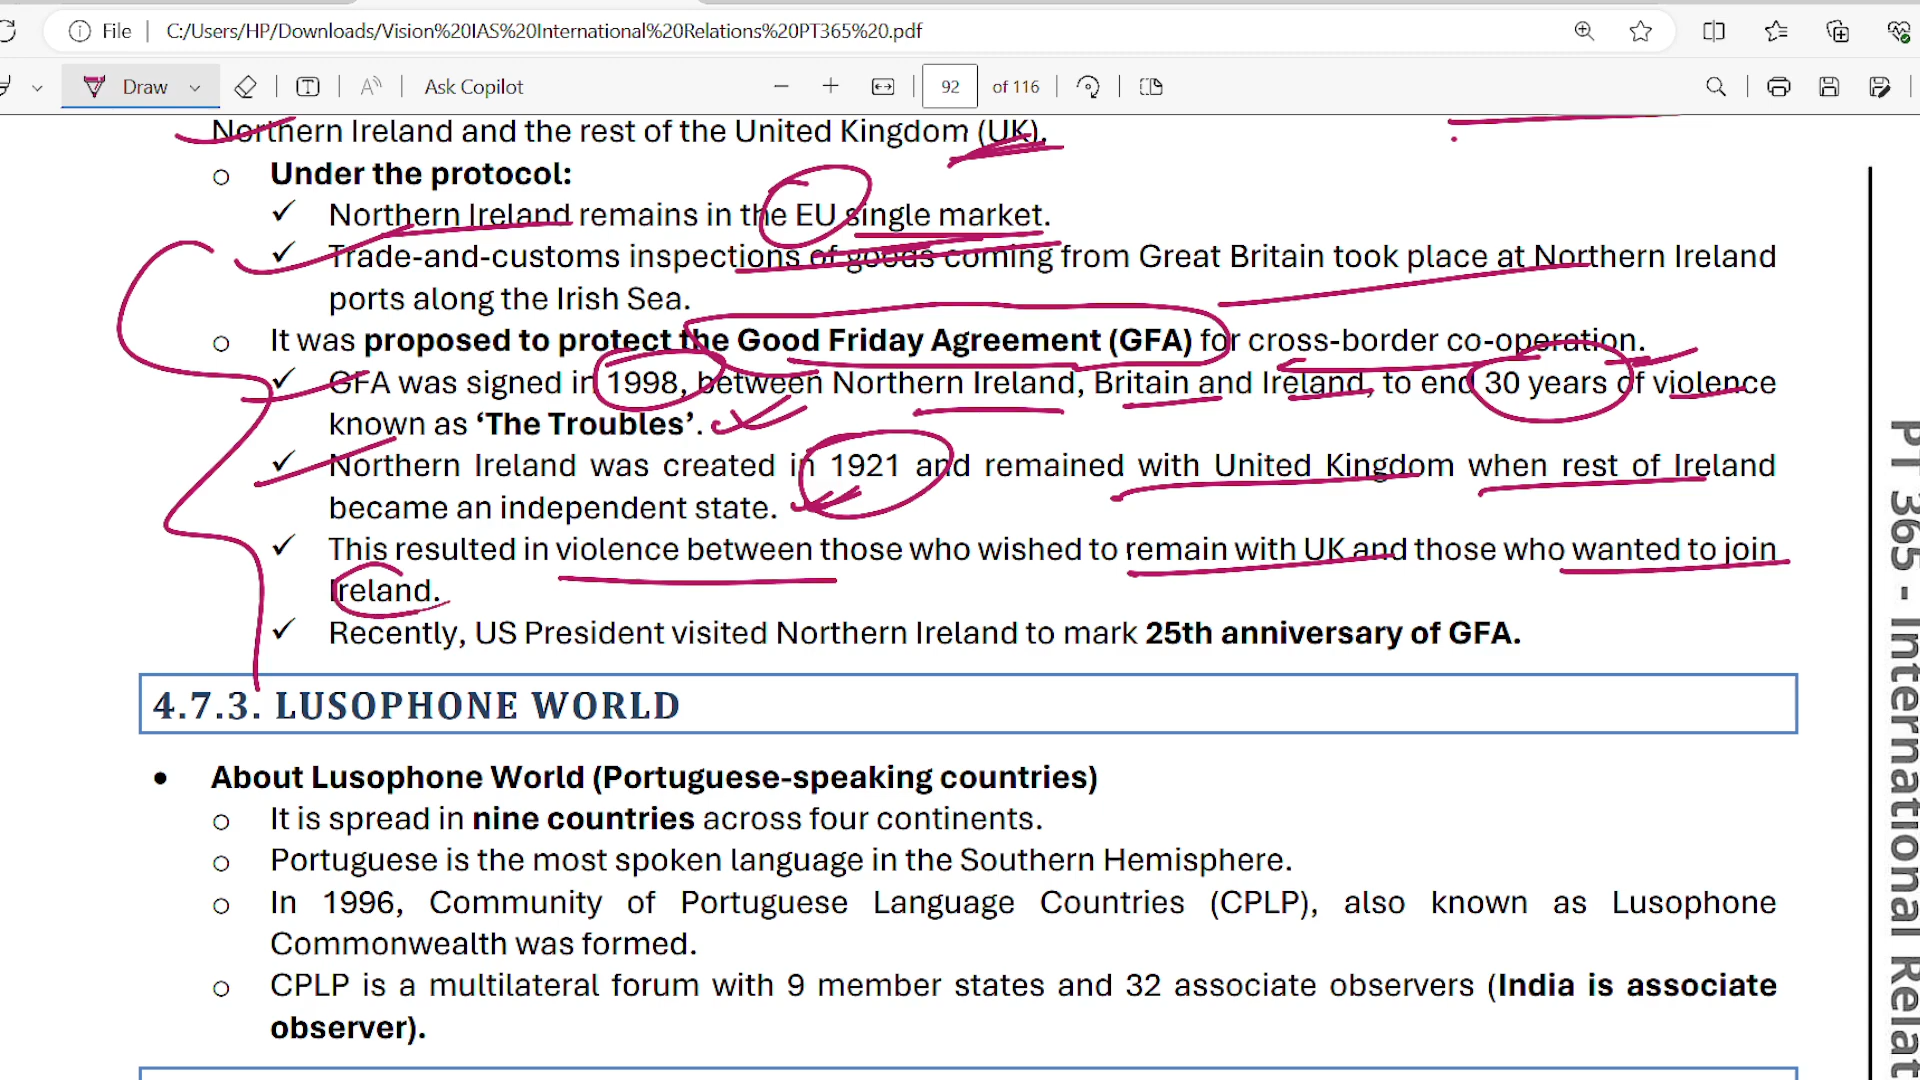 File
C:/Users/HP/Downloads/Vision%20IAS%20International%20Relations%20PT365%20.pdf
Draw
Ask Copilot
92 of 116
Northern Ireland and the rest of the United Kingdom (UK).
o Under the protocol:
✓ Northern Ireland remains in the EU single market.
✓ Trade-and-customs inspections of goods coming from Great Britain took place at Northern Ireland
ports along the Irish Sea.
o It was proposed to protect the Good Friday Agreement (GFA) for cross-border co-operation.
✓ GFA was signed in 1998, between Northern Ireland, Britain and Ireland, to end 30 years of violence
known as ‘The Troubles’.
✓ Northern Ireland was created in 1921 and remained with United Kingdom when rest of Ireland
became an independent state.
✓ This resulted in violence between those who wished to remain with UK and those who wanted to join
Ireland.
✓ Recently, US President visited Northern Ireland to mark 25th anniversary of GFA.
4.7.3. LUSOPHONE WORLD
• About Lusophone World (Portuguese-speaking countries)
o It is spread in nine countries across four continents.
o Portuguese is the most spoken language in the Southern Hemisphere.
o In 1996, Community of Portuguese Language Countries (CPLP), also known as Lusophone
Commonwealth was formed.
o CPLP is a multilateral forum with 9 member states and 32 associate observers (India is associate
observer).
PT 365 - International Relat